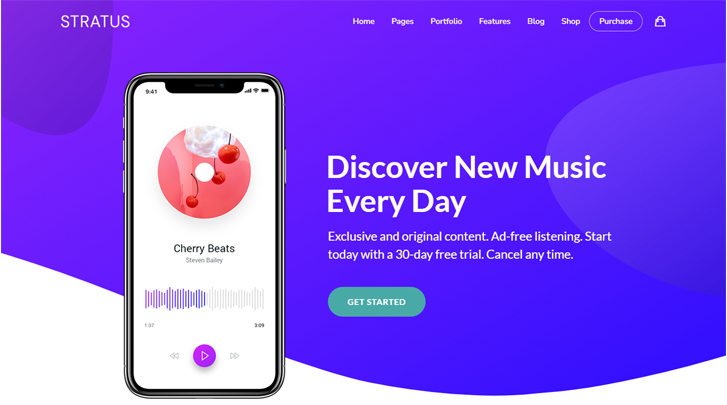 STRATUS
Home Pages Portfolio Features Blog Shop Purchase
9:41
Discover New Music
Every Day
Exclusive and original content. Ad-free listening. Start
today with a 30-day free trial. Cancel any time.
GET STARTED
Cherry Beats
Steven Bailey
1:37 3:09